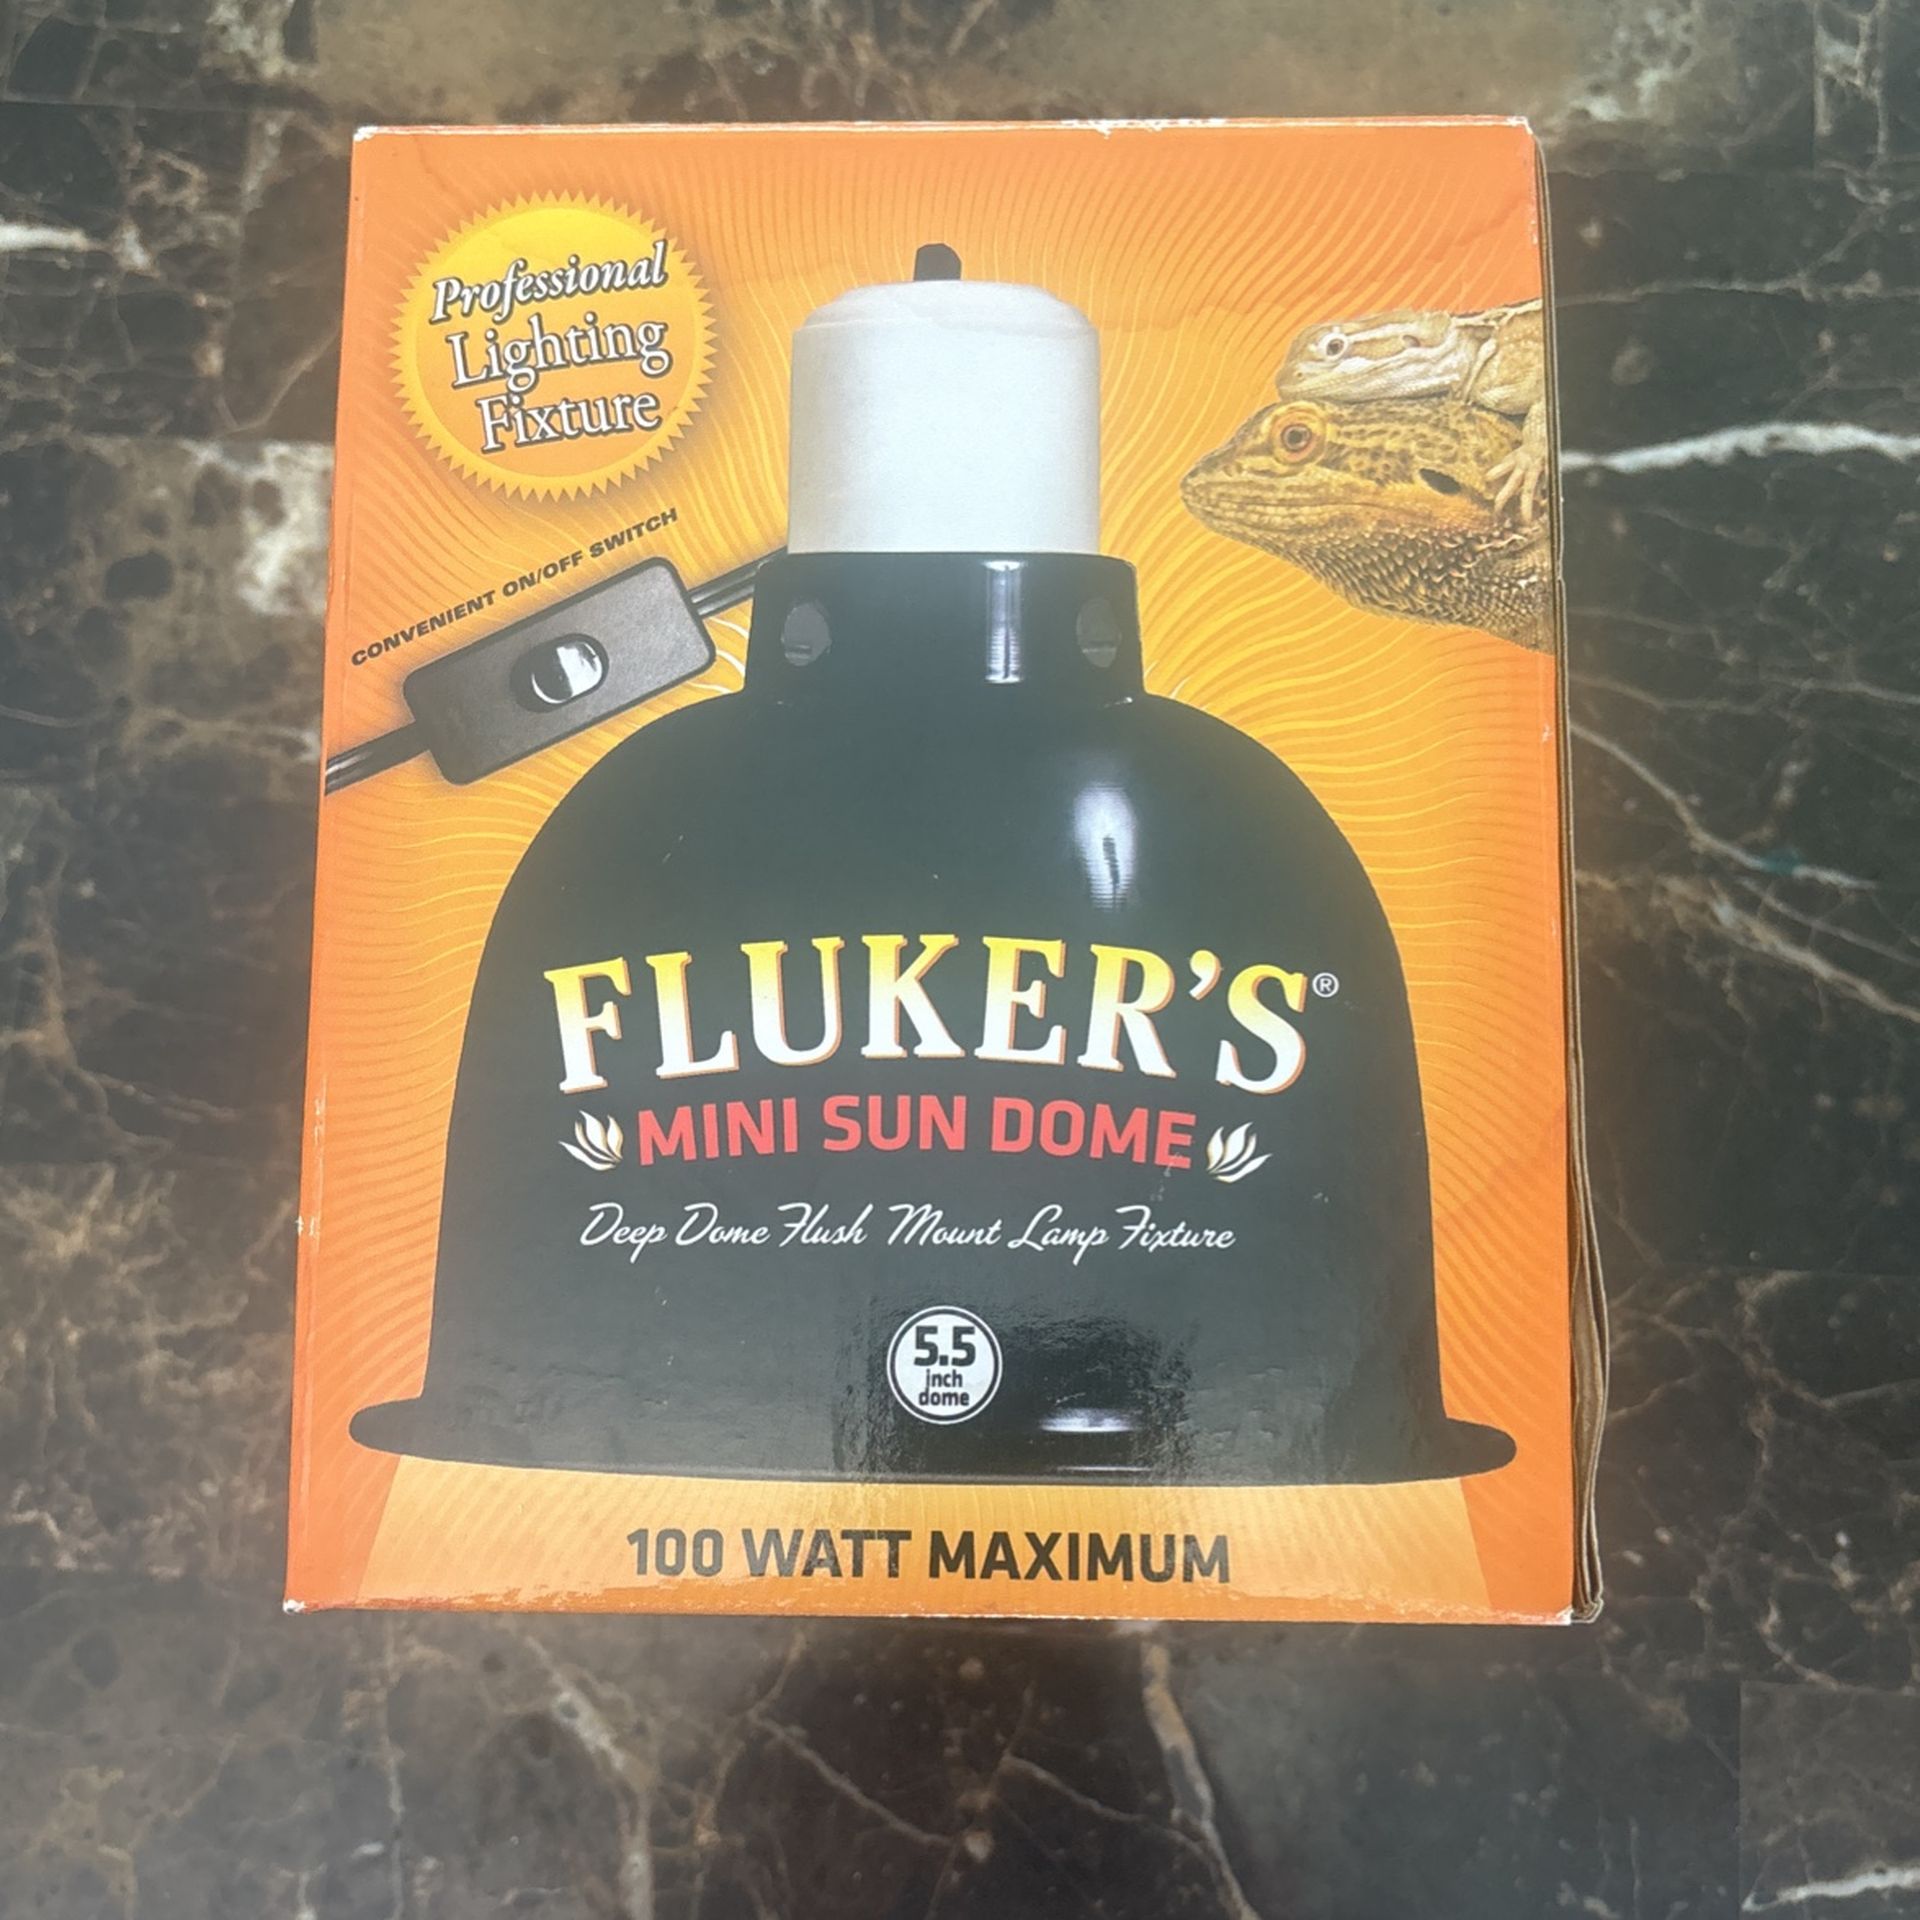 Professional
Lighting
Fixture
CONVENIENT ON/OFF SWITCH
FLUKER'S®
MINI SUN DOME
Deep Dome Flush Mount Lamp Fixture
5.5
inch
dome
100 WATT MAXIMUM